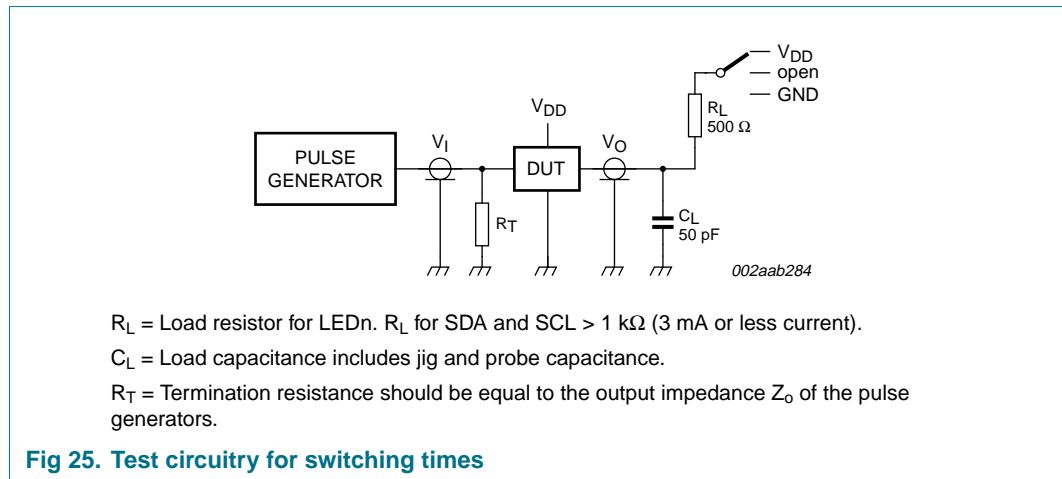 V_DD
open
GND
R_L
500 Ω
V_DD
V_I
V_O
PULSE
GENERATOR
DUT
R_T
C_L
50 pF
002aab284
R_L = Load resistor for LEDn. R_L for SDA and SCL > 1 kΩ (3 mA or less current).
C_L = Load capacitance includes jig and probe capacitance.
R_T = Termination resistance should be equal to the output impedance Z_o of the pulse
generators.
Fig 25. Test circuitry for switching times